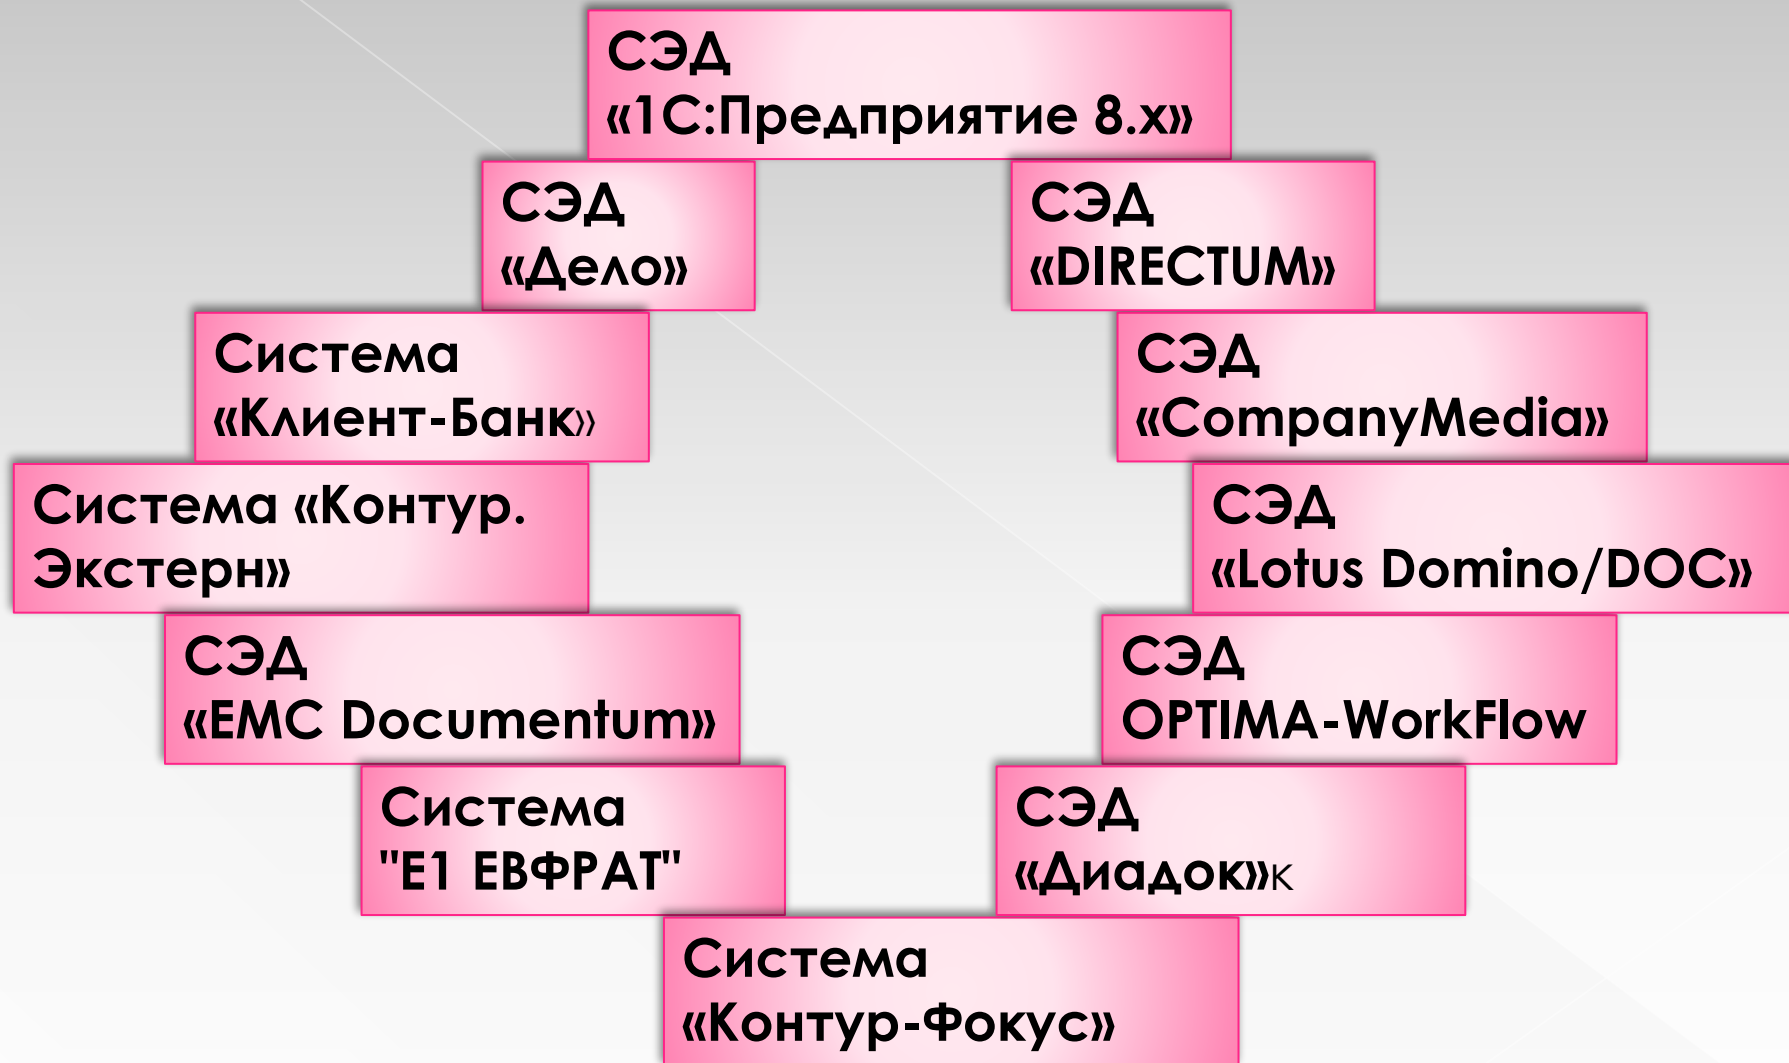 СЭД
«1С:Предприятие 8.х»
СЭД
«Дело»
СЭД
«DIRECTUM»
Система
«Клиент-Банк»
СЭД
«CompanyMedia»
Система «Контур.
Экстерн»
СЭД
«Lotus Domino/DOC»
СЭД
«EMC Documentum»
СЭД
OPTIMA-WorkFlow
Система
"Е1 ЕВФРАТ"
СЭД
«Диадок»к
Система
«Контур-Фокус»